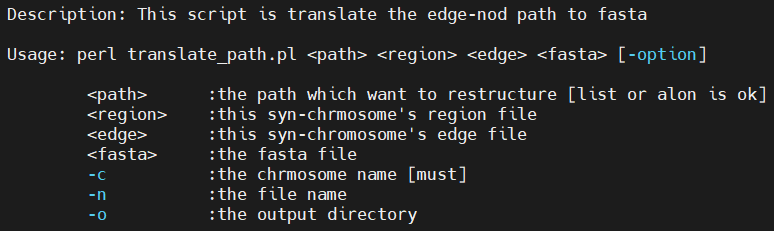 Description: This script is translate the edge-nod path to fasta
Usage: perl translate_path.pl <path> <region> <edge> <fasta> [-option]
<path> :the path which want to restructure [list or alon is ok]
<region> :this syn-chrmosome's region file
<edge> :this syn-chromosome's edge file
<fasta> :the fasta file
-c :the chrmosome name [must]
-n :the file name
-o :the output directory